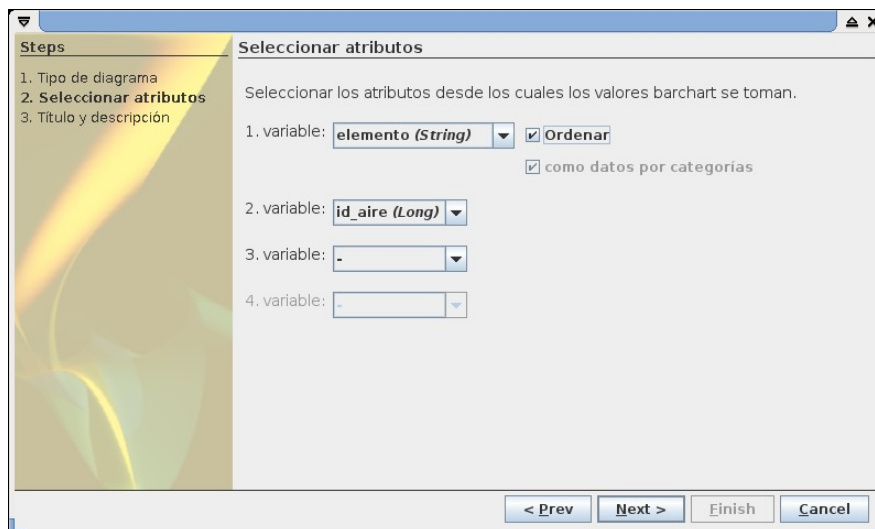 Steps
1. Tipo de diagrama
2. Seleccionar atributos
3. Título y descripción
Seleccionar atributos
Seleccionar los atributos desde los cuales los valores barchart se toman.
1. variable: elemento (String) Ordenar
como datos por categorías
2. variable: id_aire (Long)
3. variable: -
4. variable: -
< Prev Next > Finish Cancel